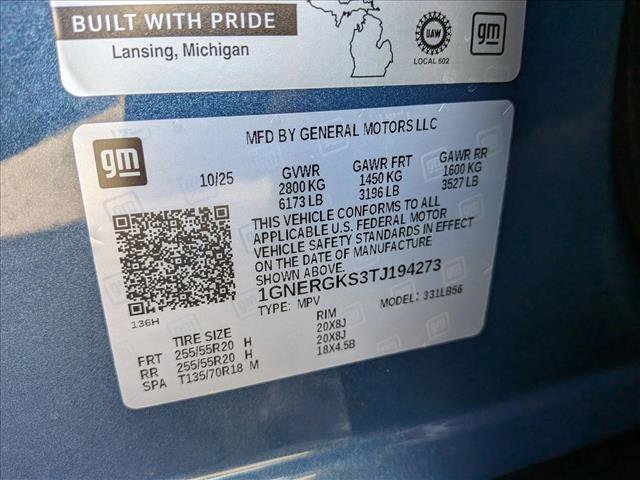 BUILT WITH PRIDE
Lansing, Michigan
UAW
LOCAL 602
gm
MFD BY GENERAL MOTORS LLC
gm
10/25
GVWR GAWR FRT GAWR RR
2800 KG 1450 KG 1600 KG
6173 LB 3196 LB 3527 LB
THIS VEHICLE CONFORMS TO ALL
APPLICABLE U.S. FEDERAL MOTOR
VEHICLE SAFETY STANDARDS IN EFFECT
ON THE DATE OF MANUFACTURE
SHOWN ABOVE.
1GNERGKS3TJ194273
TYPE: MPV MODEL: 331LB56
136H
TIRE SIZE RIM
FRT 255/55R20 H 20X8J
RR 255/55R20 H 20X8J
SPA T135/70R18 M 18X4.5B